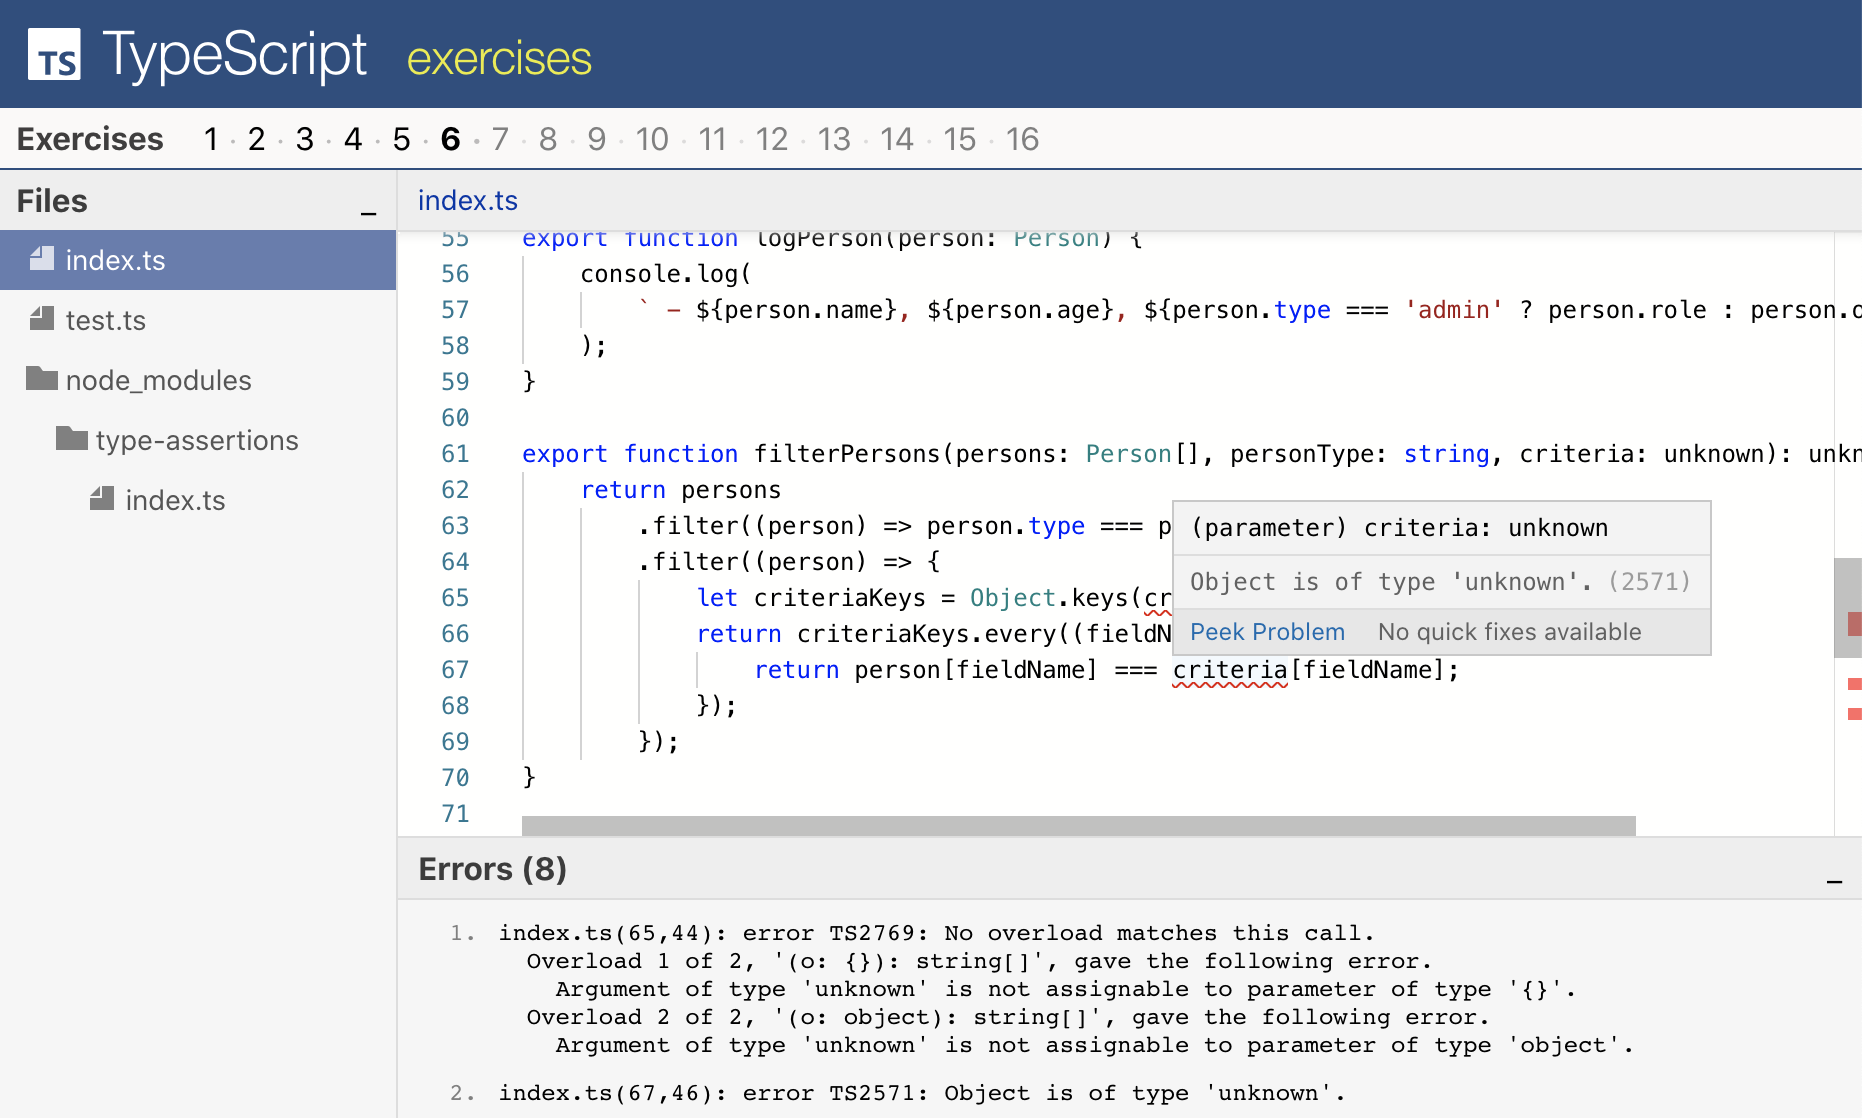 TS TypeScript exercises
Exercises 1 · 2 · 3 · 4 · 5 · 6 · 7 · 8 · 9 · 10 · 11 · 12 · 13 · 14 · 15 · 16
Files _
index.ts
test.ts
node_modules
type-assertions
index.ts
index.ts
55 export function logPerson(person: Person) {
56 console.log(
57 ` - ${person.name}, ${person.age}, ${person.type === 'admin' ? person.role : person.o
58 );
59 }
60
61 export function filterPersons(persons: Person[], personType: string, criteria: unknown): unkn
62 return persons
63 .filter((person) => person.type === p
64 .filter((person) => {
65 let criteriaKeys = Object.keys(cr
66 return criteriaKeys.every((fieldN
67 return person[fieldName] === criteria[fieldName];
68 });
69 });
70 }
71
(parameter) criteria: unknown
Object is of type 'unknown'. (2571)
Peek Problem No quick fixes available
Errors (8) _
1. index.ts(65,44): error TS2769: No overload matches this call.
Overload 1 of 2, '(o: {}): string[]', gave the following error.
Argument of type 'unknown' is not assignable to parameter of type '{}'.
Overload 2 of 2, '(o: object): string[]', gave the following error.
Argument of type 'unknown' is not assignable to parameter of type 'object'.
2. index.ts(67,46): error TS2571: Object is of type 'unknown'.